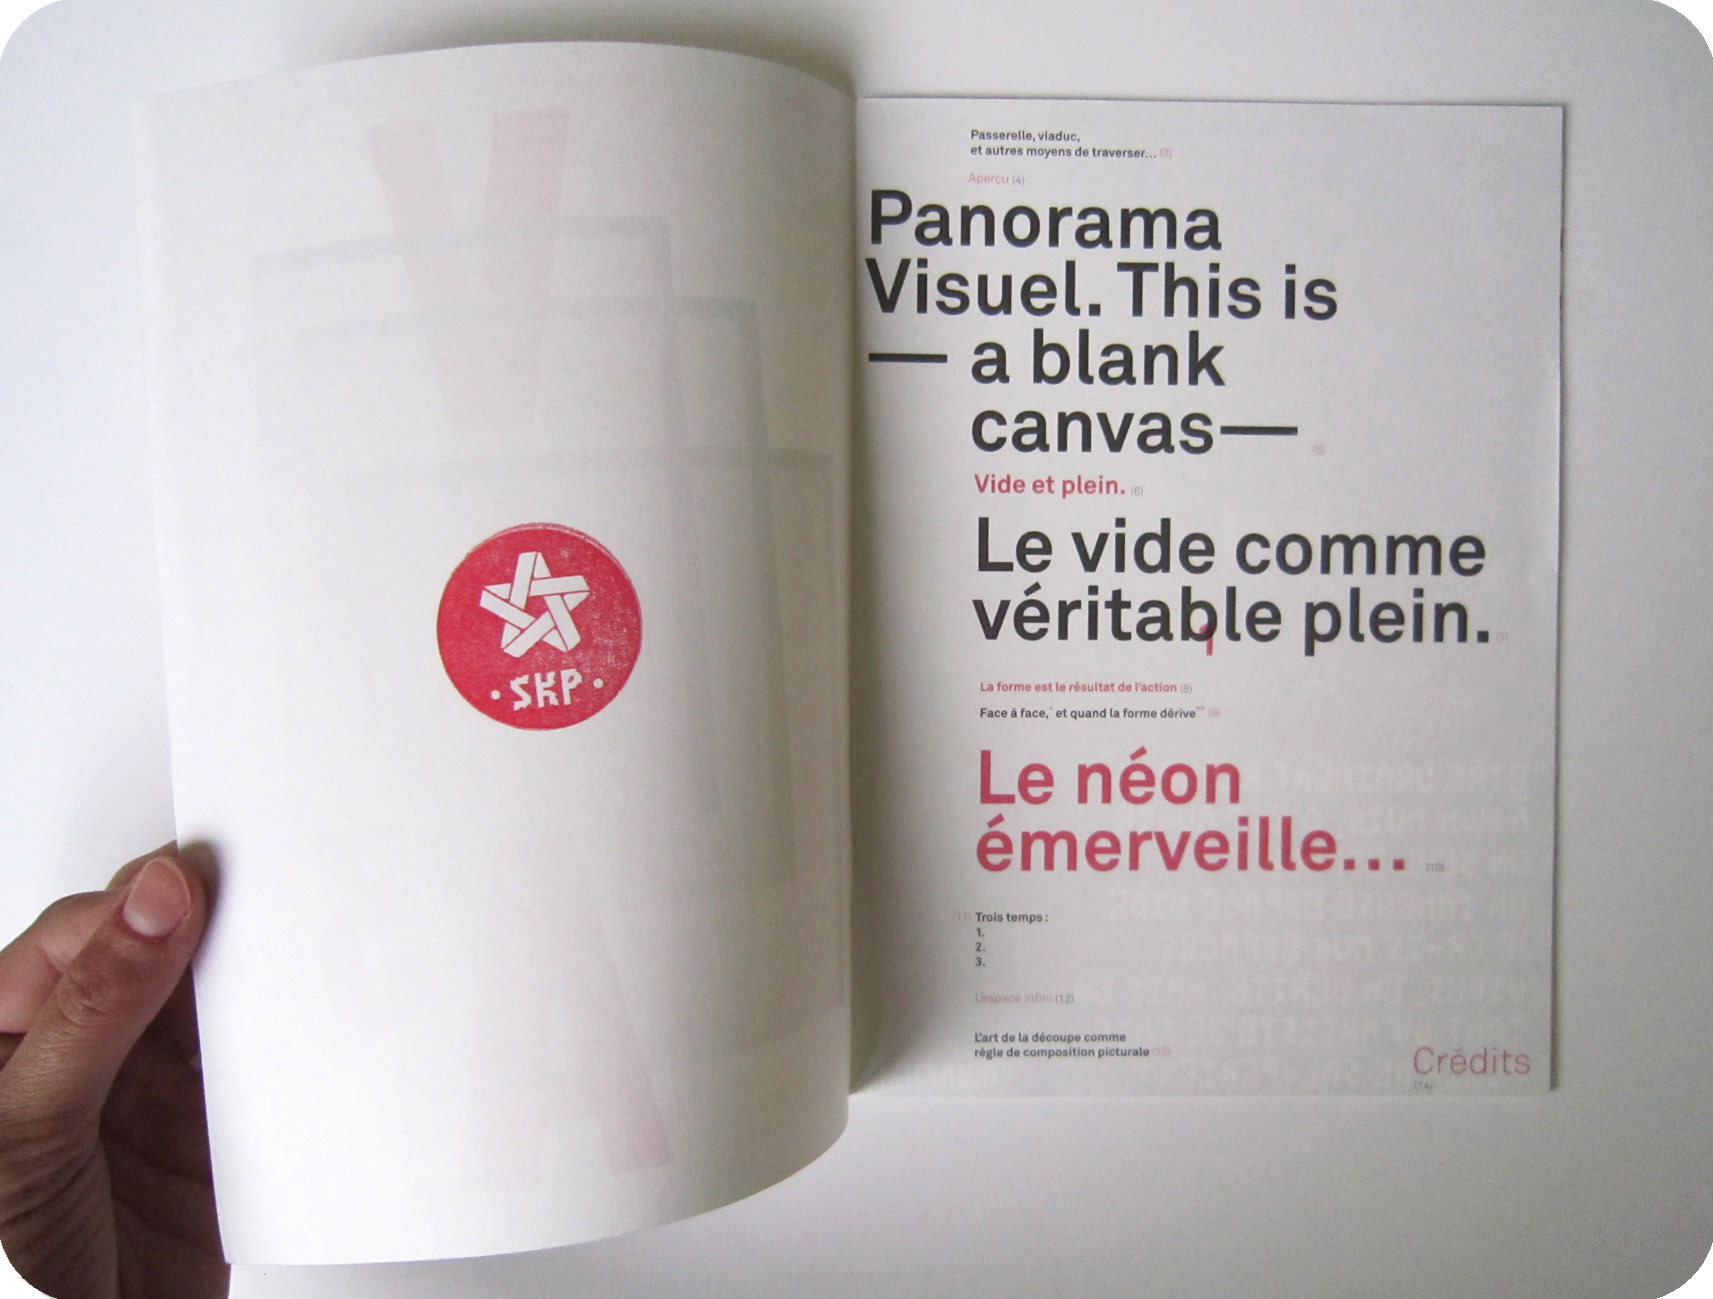 SKP
Passerelle, viaduc,
et autres moyens de traverser... (3)
Aperçu (4)
Panorama
Visuel. This is
— a blank
canvas— (5)
Vide et plein. (6)
Le vide comme
véritable plein. (7)
La forme est le résultat de l'action (8)
Face à face,* et quand la forme dérive** (9)
Le néon
émerveille... (10)
(11) Trois temps :
1.
2.
3.
L'espace infini (12)
L'art de la découpe comme
règle de composition picturale (13)
Crédits
(14)